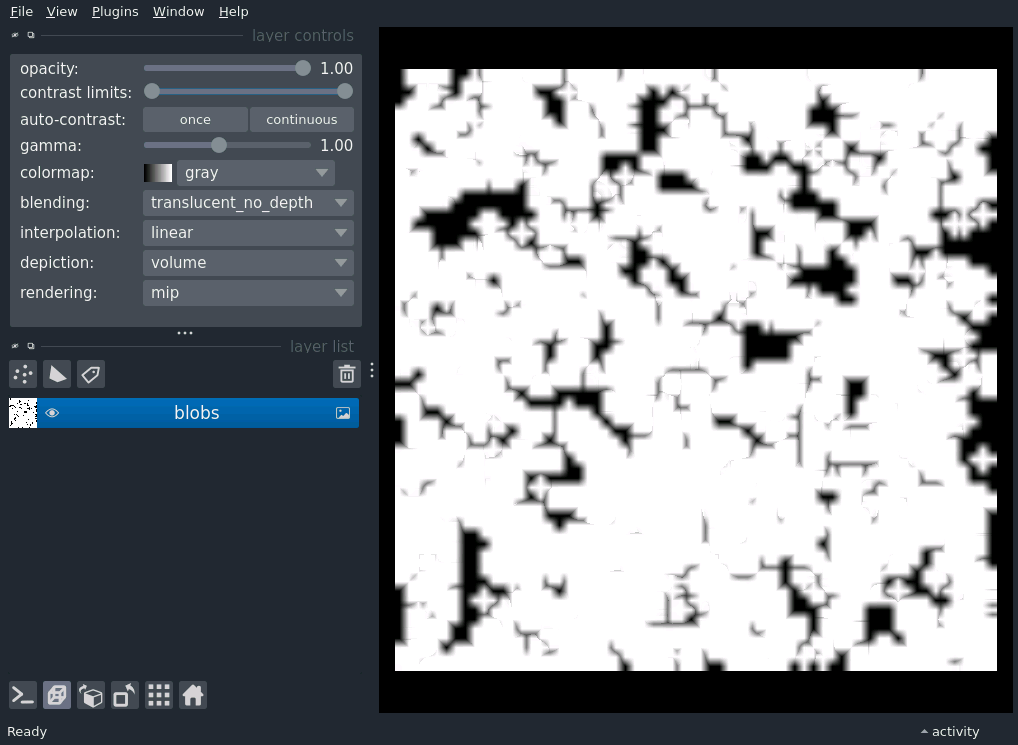 File View Plugins Window Help
layer controls
opacity: 1.00
contrast limits:
auto-contrast: once continuous
gamma: 1.00
colormap: gray
blending: translucent_no_depth
interpolation: linear
depiction: volume
rendering: mip
layer list
blobs
Ready
activity